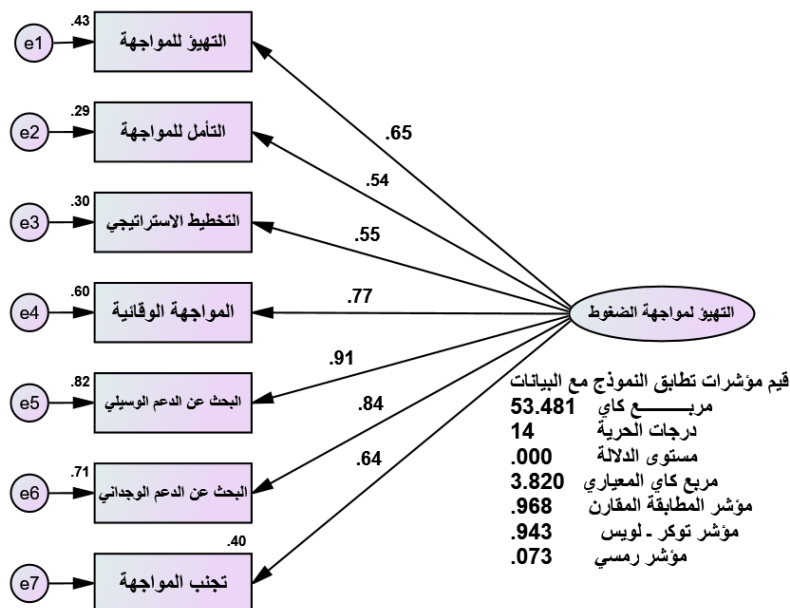 .43
e1
التهيؤ للمواجهة
.65
.29
e2
التأمل للمواجهة
.54
.30
e3
التخطيط الاستراتيجي
.55
.60
e4
المواجهة الوقائية
.77
التهيؤ لمواجهة الضغوط
.82
e5
البحث عن الدعم الوسيلي
.91
.71
e6
البحث عن الدعم الوجداني
.84
.40
e7
تجنب المواجهة
.64
قيم مؤشرات تطابق النموذج مع البيانات
مربــــــــع كاي 53.481
درجات الحرية 14
مستوى الدلالة .000
مربع كاي المعياري 3.820
مؤشر المطابقة المقارن .968
مؤشر توكر ـ لويس .943
مؤشر رمسي .073